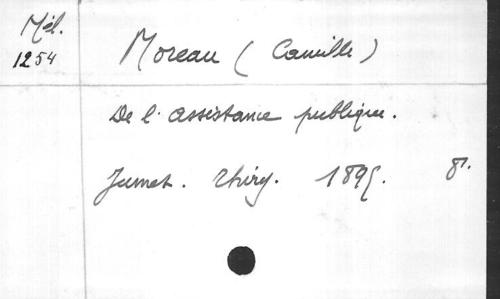 Mél.
1254
Moreau (Camille)
De l'assistance publique.
Jumet. Thiry. 1895. 8°.